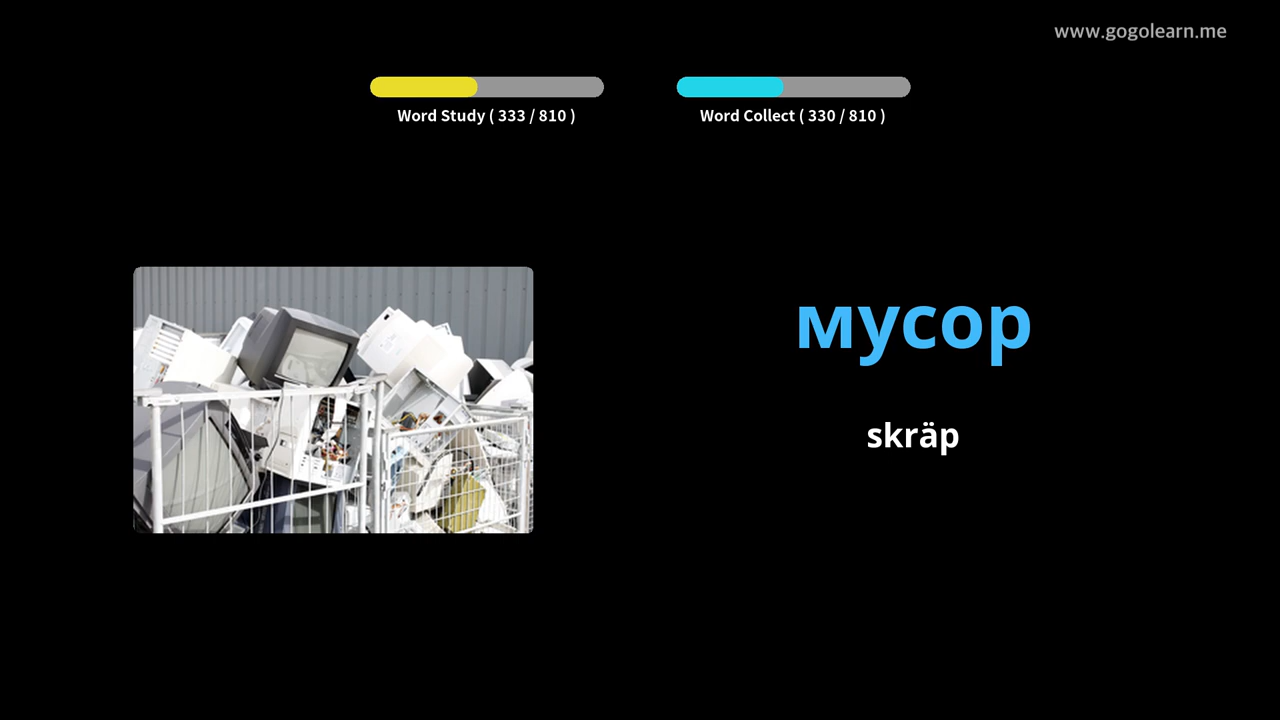 www.gogolearn.me
Word Study ( 333 / 810 )
Word Collect ( 330 / 810 )
мусор
skräp